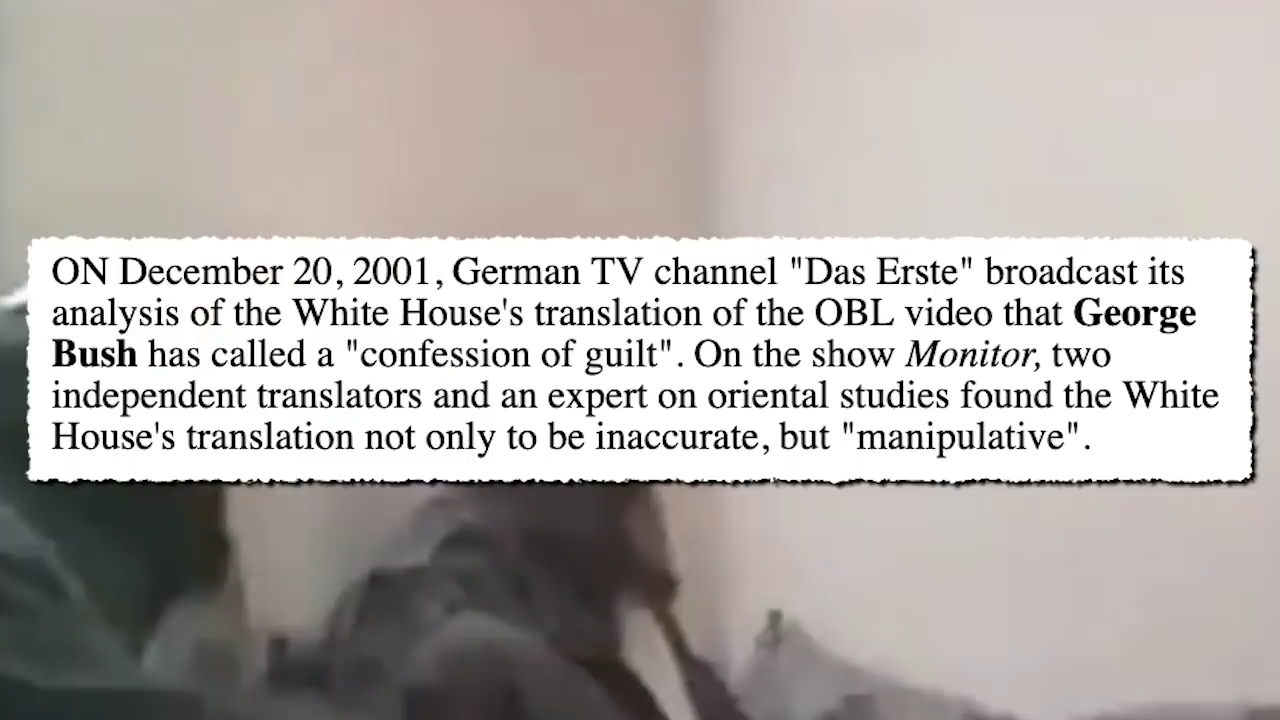 ON December 20, 2001, German TV channel "Das Erste" broadcast its
analysis of the White House's translation of the OBL video that George
Bush has called a "confession of guilt". On the show Monitor, two
independent translators and an expert on oriental studies found the White
House's translation not only to be inaccurate, but "manipulative".